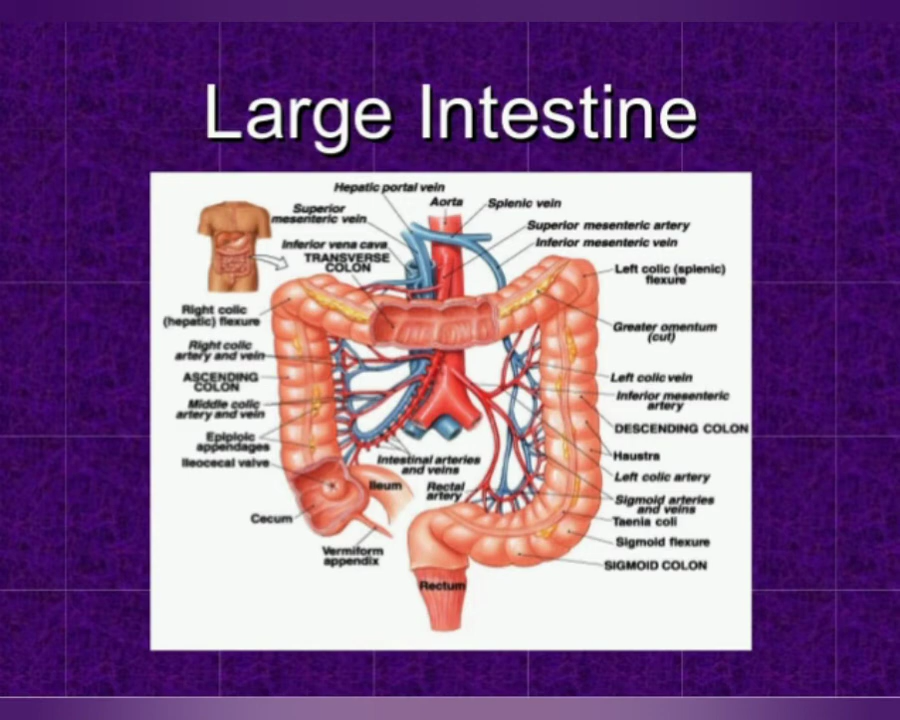 Large Intestine
Hepatic portal vein
Aorta
Splenic vein
Superior
mesenteric vein
Superior mesenteric artery
Inferior vena cava
Inferior mesenteric vein
TRANSVERSE
COLON
Left colic (splenic)
flexure
Right colic
(hepatic) flexure
Greater omentum
(cut)
Right colic
artery and vein
ASCENDING
COLON
Left colic vein
Inferior mesenteric
artery
Middle colic
artery and vein
DESCENDING COLON
Epiploic
appendages
Haustra
Ileocecal valve
Intestinal arteries
and veins
Left colic artery
Ileum
Rectal
artery
Sigmoid arteries
and veins
Cecum
Taenia coli
Sigmoid flexure
Vermiform
appendix
SIGMOID COLON
Rectum